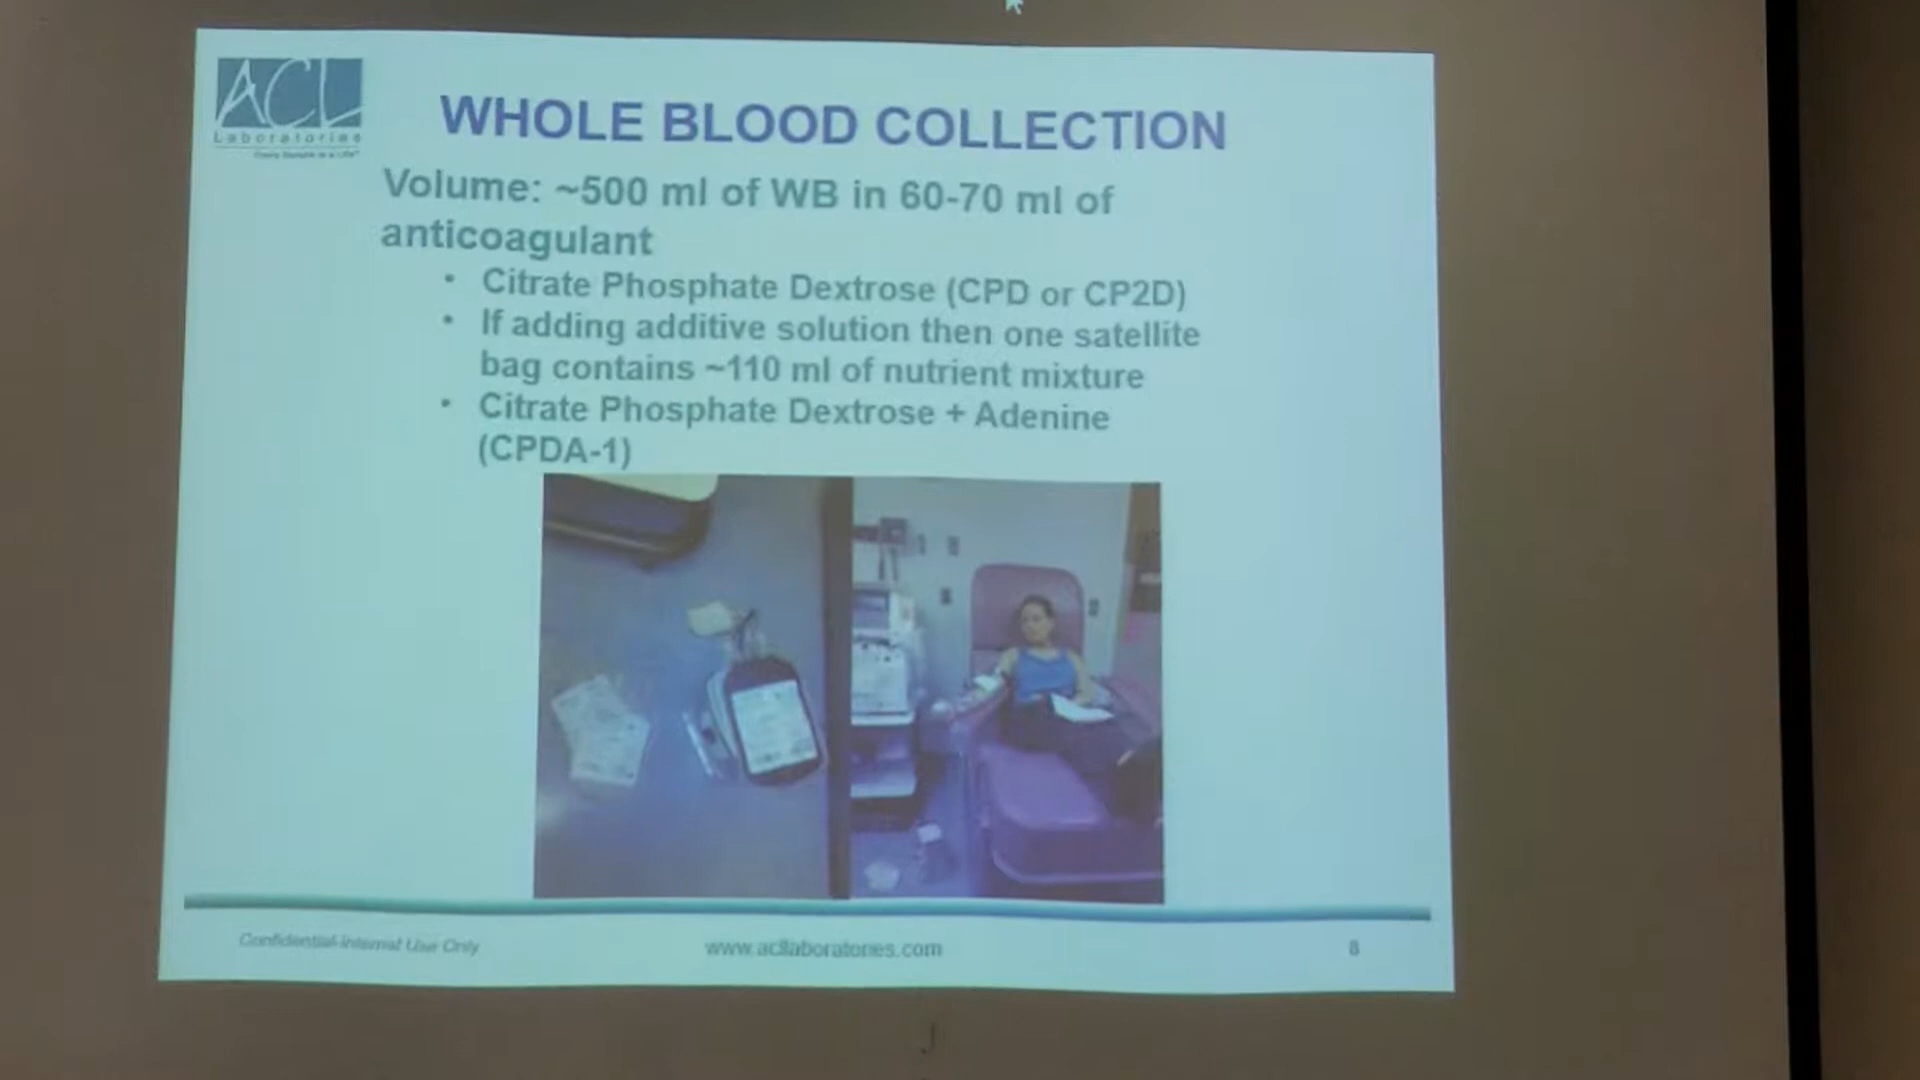 ACL
Laboratories
WHOLE BLOOD COLLECTION
Volume: ~500 ml of WB in 60-70 ml of
anticoagulant
• Citrate Phosphate Dextrose (CPD or CP2D)
• If adding additive solution then one satellite
bag contains ~110 ml of nutrient mixture
• Citrate Phosphate Dextrose + Adenine
(CPDA-1)
Confidential-Internal Use Only
www.acllaboratories.com
8